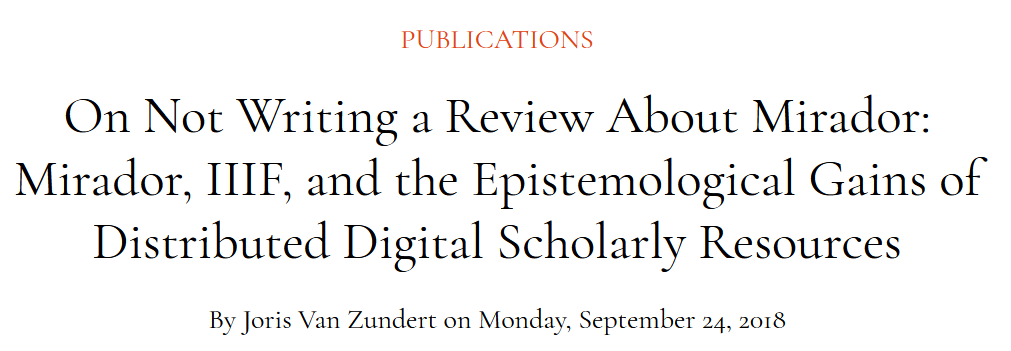 PUBLICATIONS
On Not Writing a Review About Mirador:
Mirador, IIIF, and the Epistemological Gains of
Distributed Digital Scholarly Resources
By Joris Van Zundert on Monday, September 24, 2018